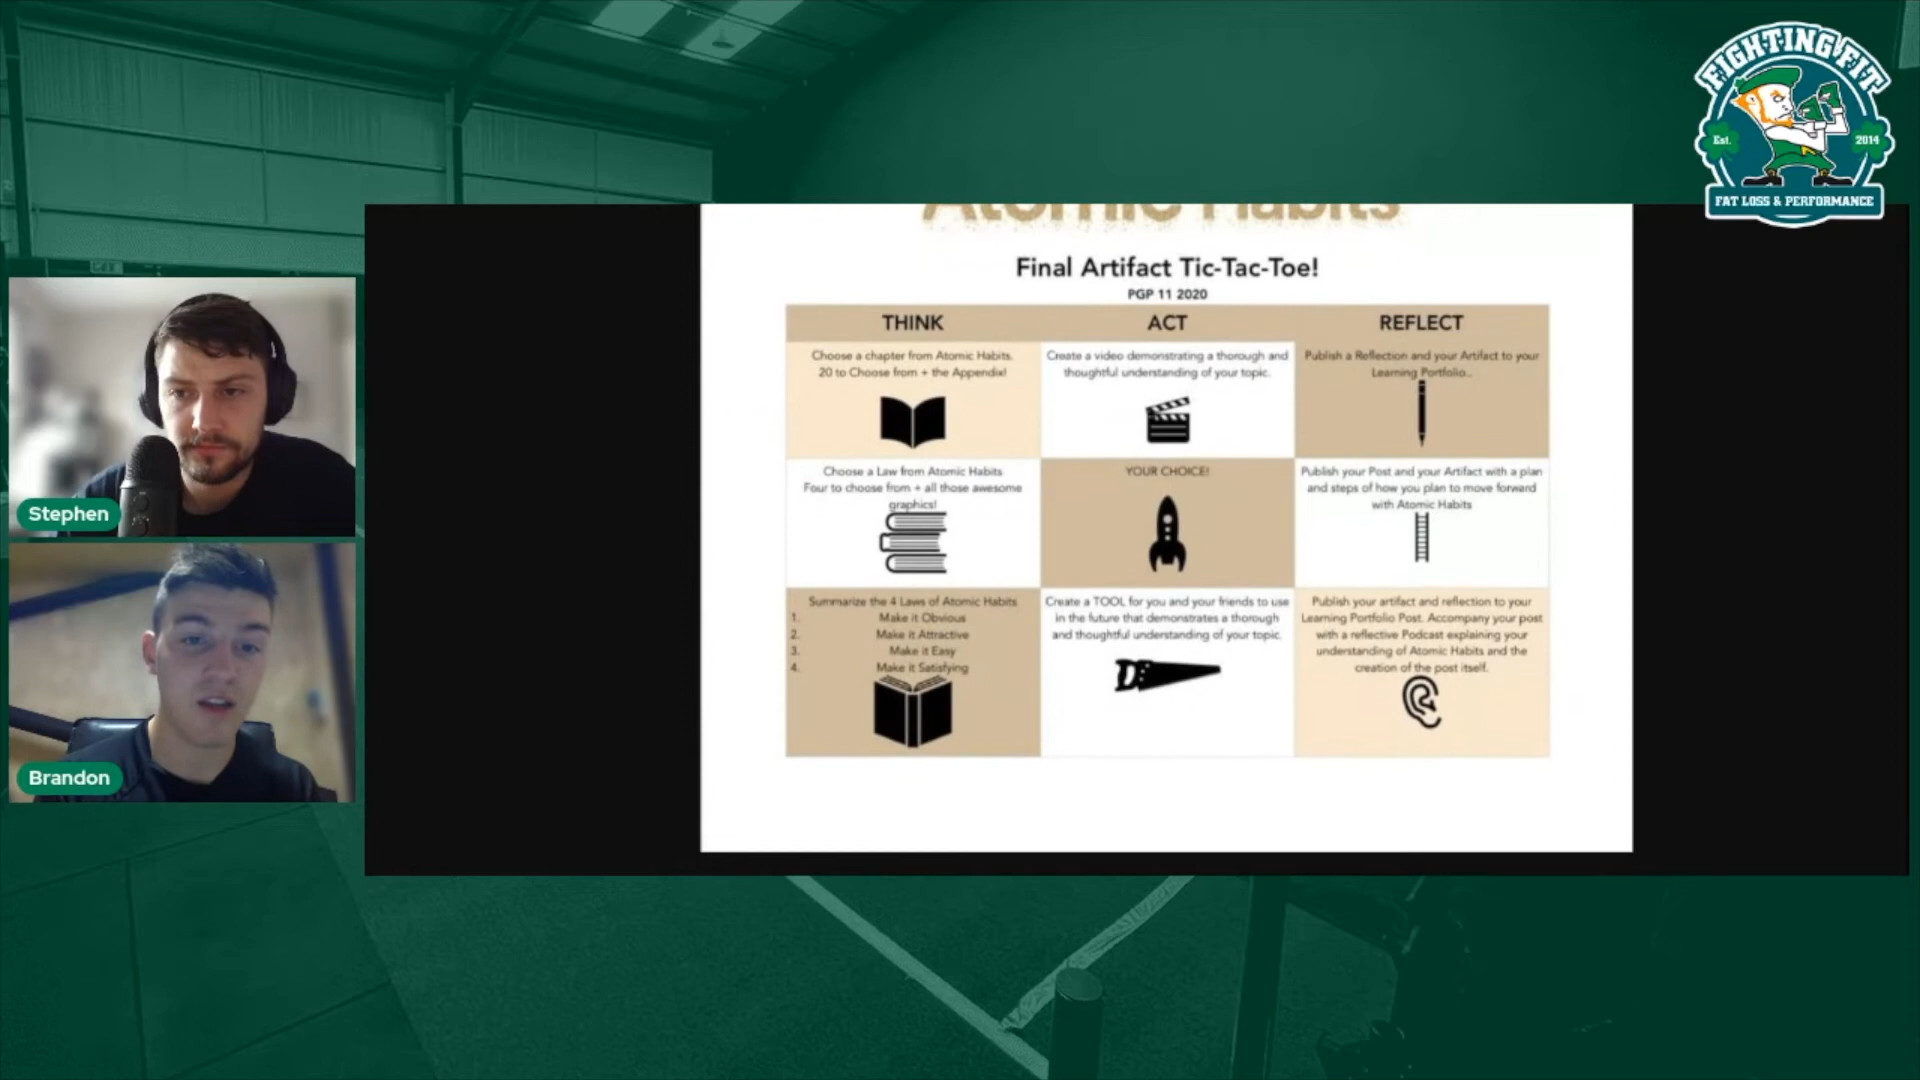 FIGHTING FIT
Est.
2014
FAT LOSS & PERFORMANCE
Atomic Habits
Final Artifact Tic-Tac-Toe!
PGP 11 2020
THINK
ACT
REFLECT
Choose a chapter from Atomic Habits.
20 to Choose from + the Appendix!
Create a video demonstrating a thorough and
thoughtful understanding of your topic.
Publish a Reflection and your Artifact to your
Learning Portfolio..
Choose a Law from Atomic Habits
Four to choose from + all those awesome
graphics!
YOUR CHOICE!
Publish your Post and your Artifact with a plan
and steps of how you plan to move forward
with Atomic Habits
Summarize the 4 Laws of Atomic Habits
1. Make it Obvious
2. Make it Attractive
3. Make it Easy
4. Make it Satisfying
Create a TOOL for you and your friends to use
in the future that demonstrates a thorough
and thoughtful understanding of your topic.
Publish your artifact and reflection to your
Learning Portfolio Post. Accompany your post
with a reflective Podcast explaining your
understanding of Atomic Habits and the
creation of the post itself.
Stephen
Brandon